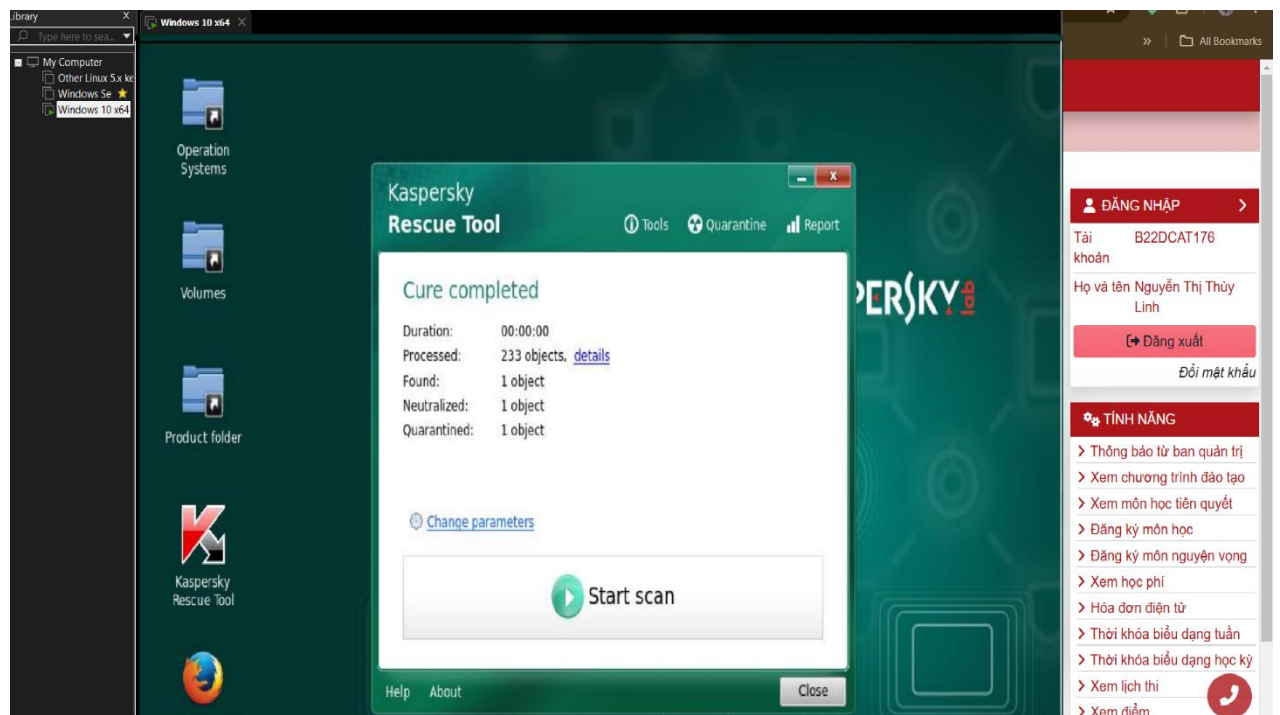 Library X
Type here to sea...
My Computer
Other Linux 5.x ke
Windows Se
Windows 10 x64
Windows 10 x64 X
Operation
Systems
Volumes
Product folder
Kaspersky
Rescue Tool
Kaspersky
Rescue Tool
Tools Quarantine Report
Cure completed
Duration: 00:00:00
Processed: 233 objects, details
Found: 1 object
Neutralized: 1 object
Quarantined: 1 object
Change parameters
Start scan
Help About Close
PERSKY lab
» All Bookmarks
ĐĂNG NHẬP
Tài khoản B22DCAT176
Họ và tên Nguyễn Thị Thùy
Linh
Đăng xuất
Đổi mật khẩu
TÍNH NĂNG
Thông báo từ ban quản trị
Xem chương trình đào tạo
Xem môn học tiên quyết
Đăng ký môn học
Đăng ký môn nguyện vọng
Xem học phí
Hóa đơn điện tử
Thời khóa biểu dạng tuần
Thời khóa biểu dạng học kỳ
Xem lịch thi
Xem điểm